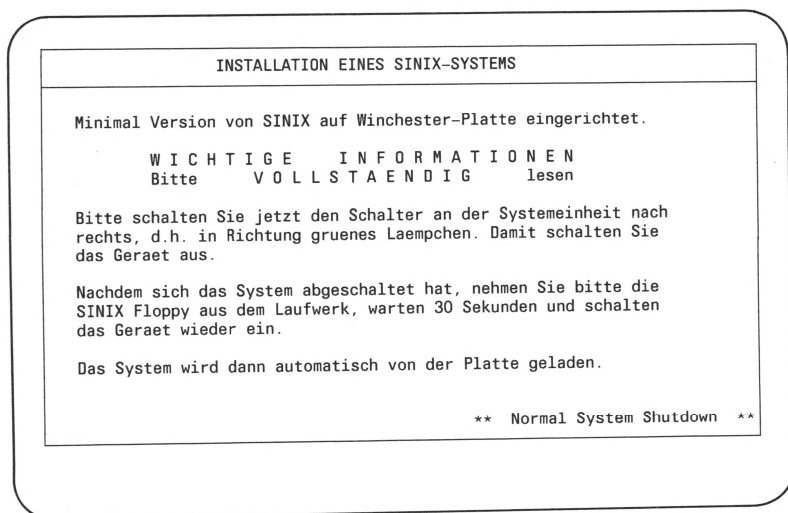 INSTALLATION EINES SINIX-SYSTEMS
Minimal Version von SINIX auf Winchester-Platte eingerichtet.
W I C H T I G E   I N F O R M A T I O N E N
Bitte   V O L L S T A E N D I G   lesen
Bitte schalten Sie jetzt den Schalter an der Systemeinheit nach
rechts, d.h. in Richtung gruenes Laempchen. Damit schalten Sie
das Geraet aus.
Nachdem sich das System abgeschaltet hat, nehmen Sie bitte die
SINIX Floppy aus dem Laufwerk, warten 30 Sekunden und schalten
das Geraet wieder ein.
Das System wird dann automatisch von der Platte geladen.
** Normal System Shutdown **